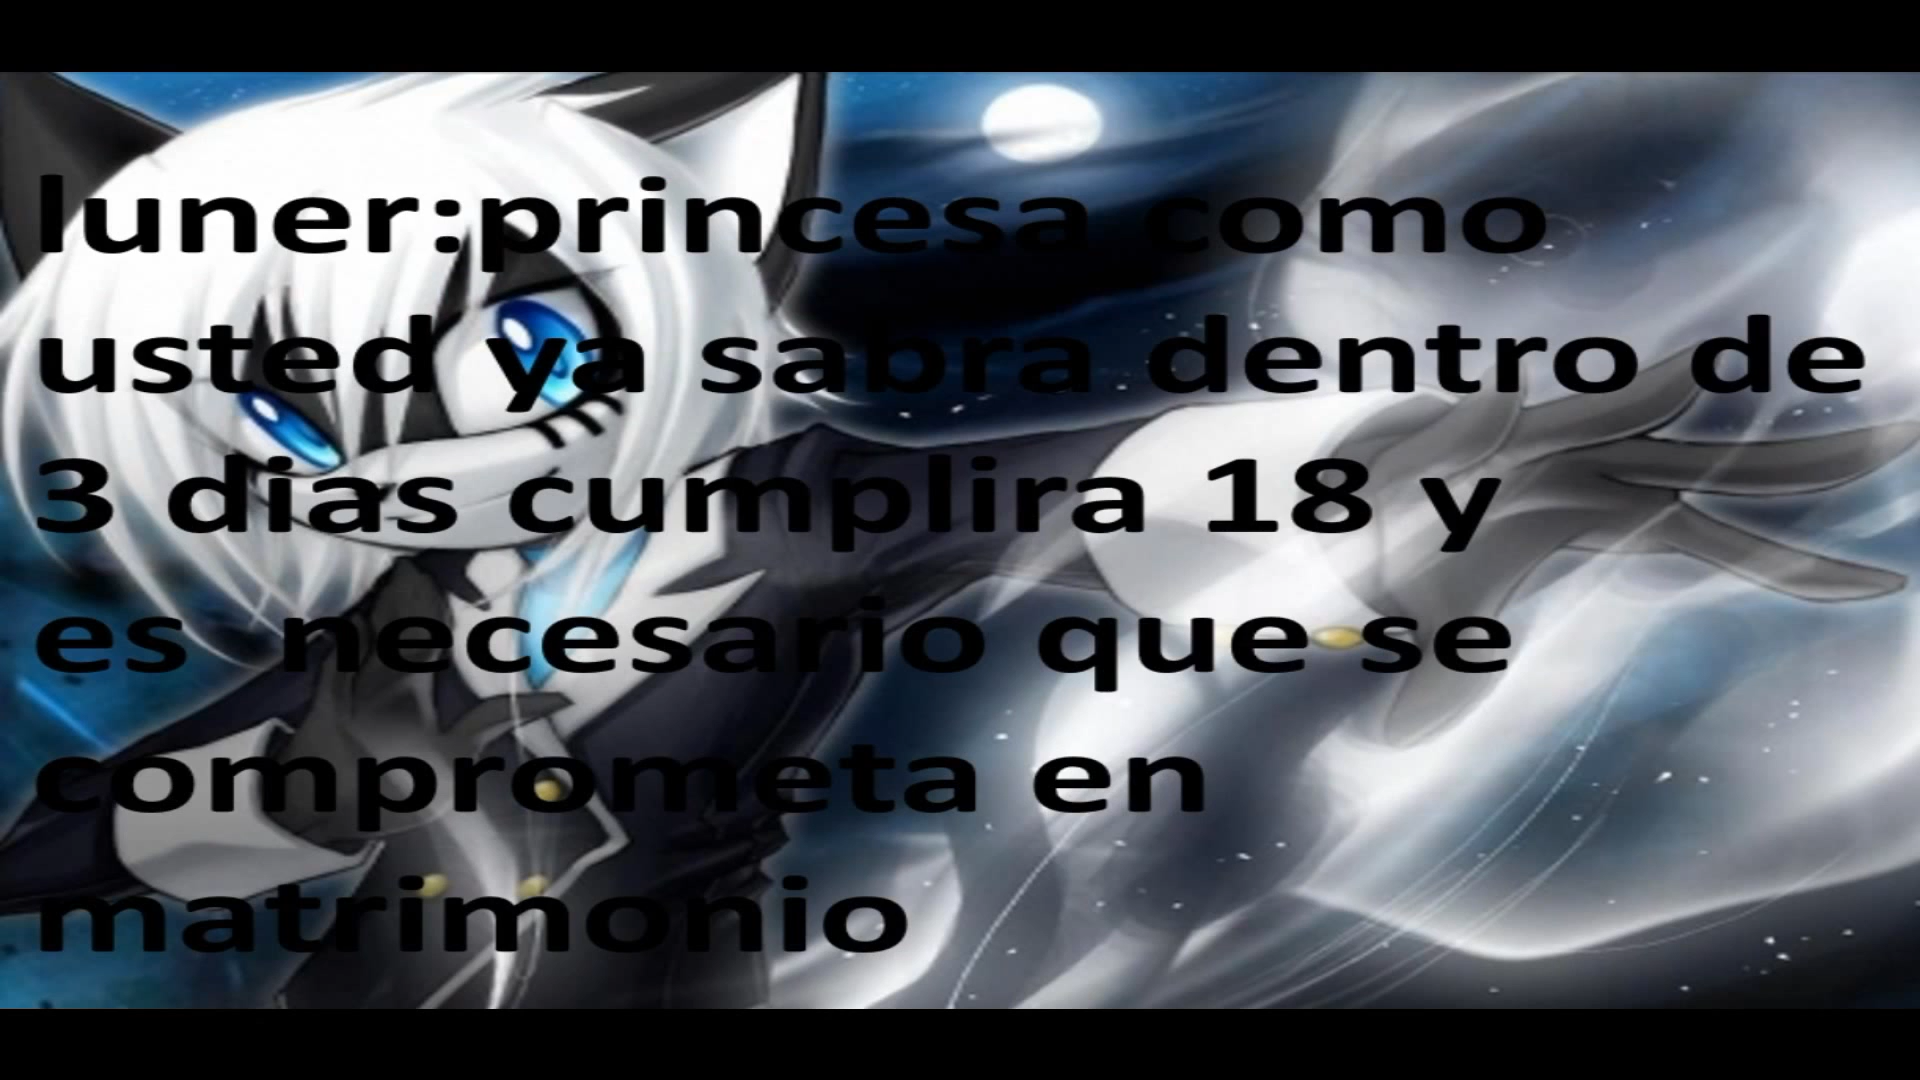 luner:princesa como
usted ya sabra dentro de
3 dias cumplira 18 y
es  necesario que se
comprometa en
matrimonio